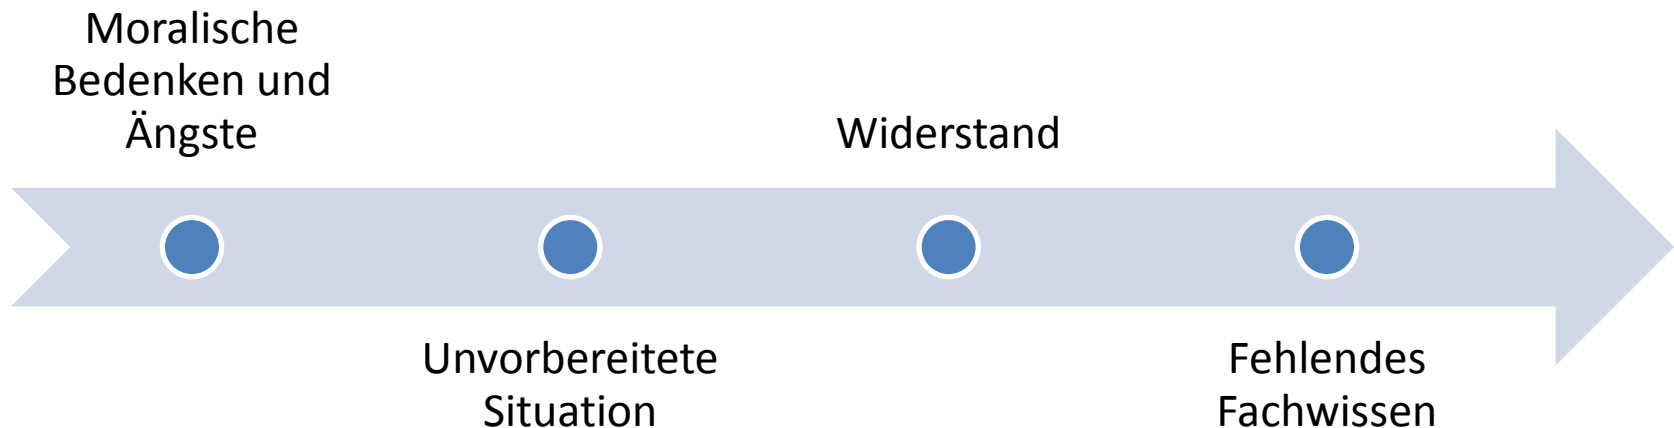 Moralische
Bedenken und
Ängste
Unvorbereitete
Situation
Widerstand
Fehlendes
Fachwissen